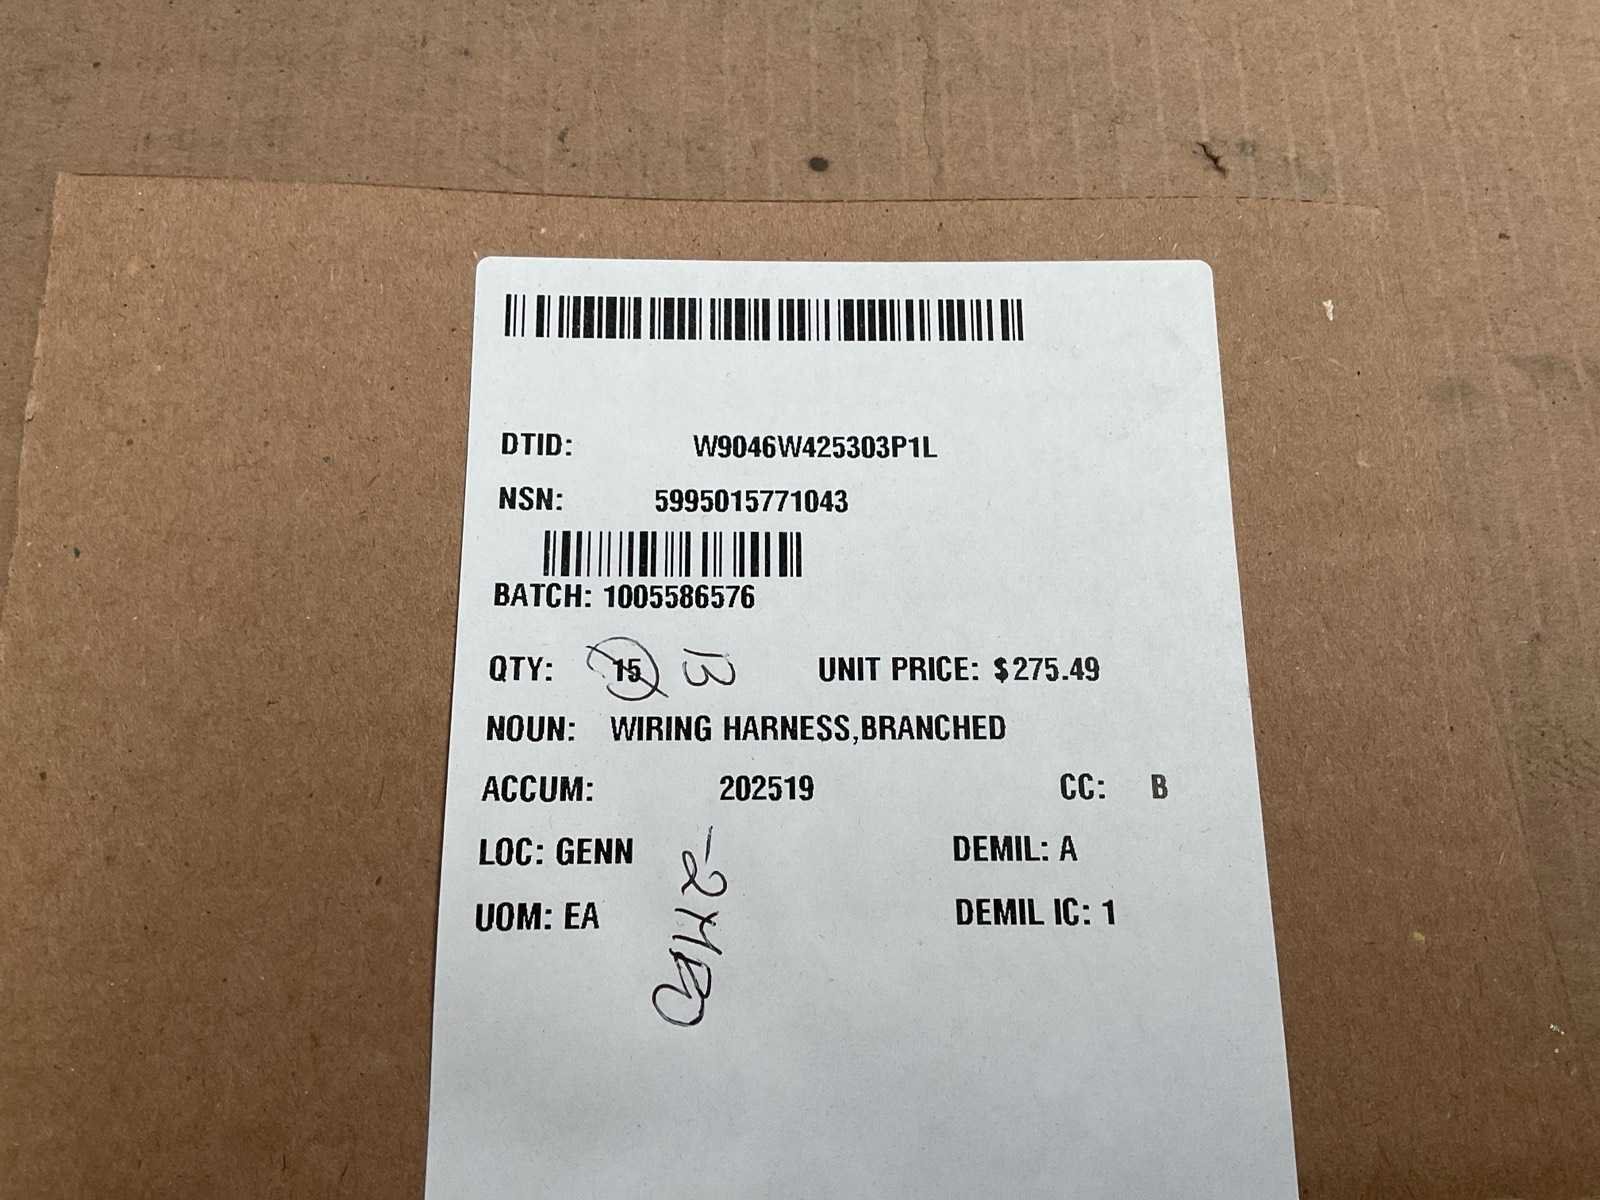 DTID: W9046W425303P1L
NSN: 5995015771043
BATCH: 1005586576
QTY: 15 13 UNIT PRICE: $275.49
NOUN: WIRING HARNESS,BRANCHED
ACCUM: 202519 CC: B
LOC: GENN DEMIL: A
UOM: EA DEMIL IC: 1
-2